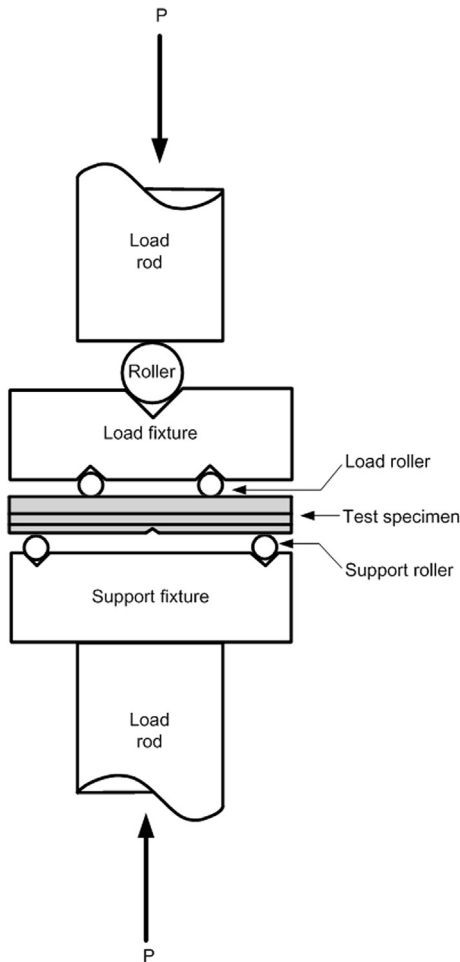 P
Load
rod
Roller
Load fixture
Load roller
Test specimen
Support roller
Support fixture
Load
rod
P